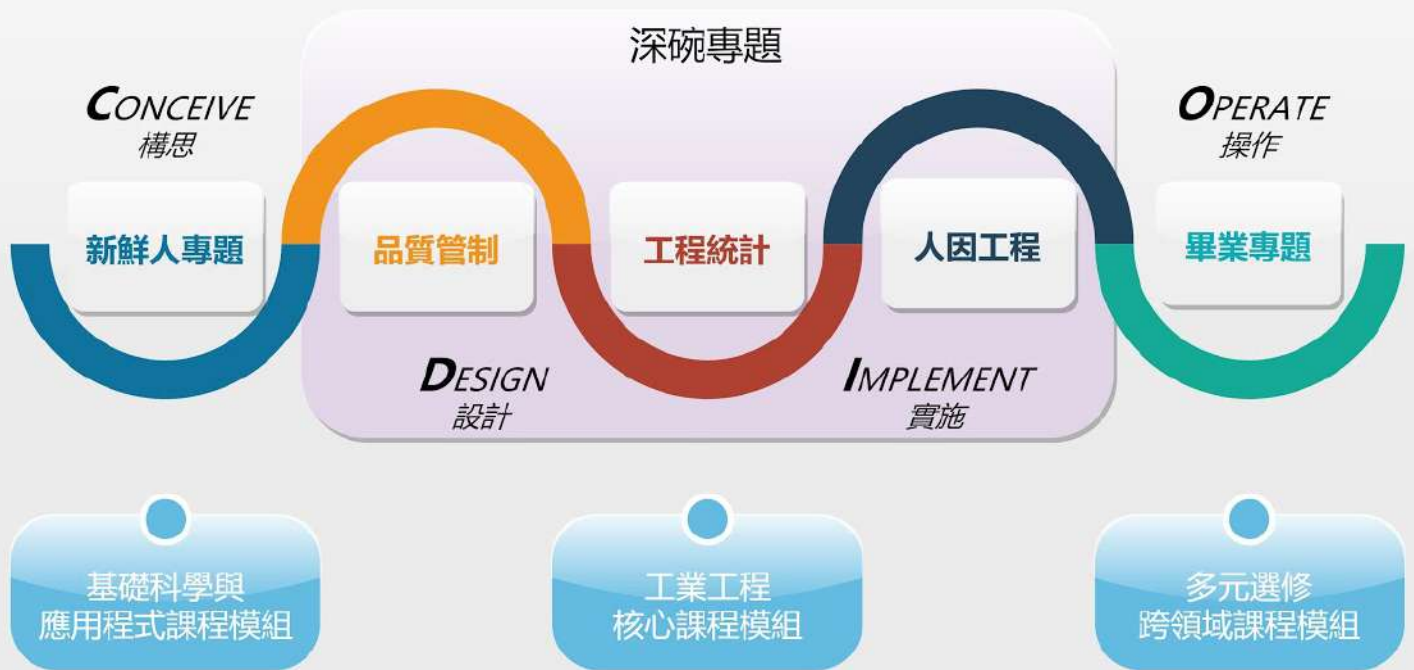 深碗專題
CONCEIVE
構思
OPERATE
操作
新鮮人專題
品質管制
工程統計
人因工程
畢業專題
DESIGN
設計
IMPLEMENT
實施
基礎科學與
應用程式課程模組
工業工程
核心課程模組
多元選修
跨領域課程模組